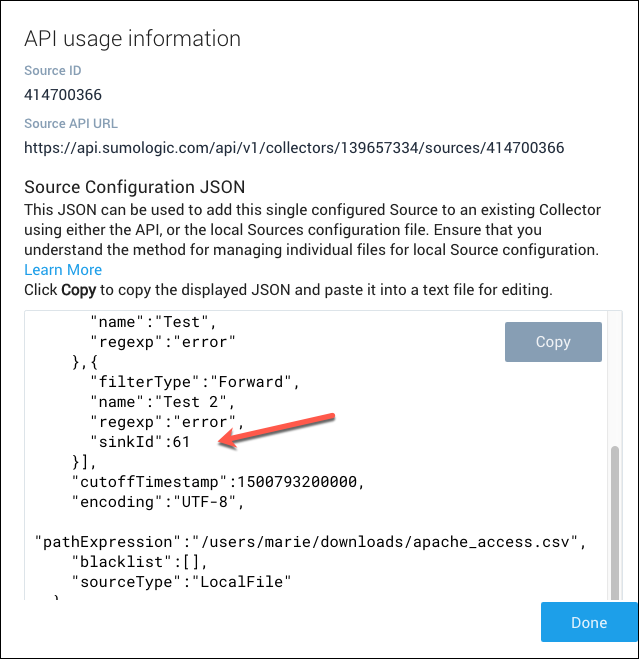 API usage information
Source ID
414700366
Source API URL
https://api.sumologic.com/api/v1/collectors/139657334/sources/414700366
Source Configuration JSON
This JSON can be used to add this single configured Source to an existing Collector
using either the API, or the local Sources configuration file. Ensure that you
understand the method for managing individual files for local Source configuration.
Learn More
Click Copy to copy the displayed JSON and paste it into a text file for editing.
"name":"Test",
"regexp":"error"
Copy
},{
"filterType":"Forward",
"name":"Test 2",
"regexp":"error",
"sinkId":61
}],
"cutoffTimestamp":1500793200000,
"encoding":"UTF-8",
"pathExpression":"/users/marie/downloads/apache_access.csv",
"blacklist":[],
"sourceType":"LocalFile"
}
Done